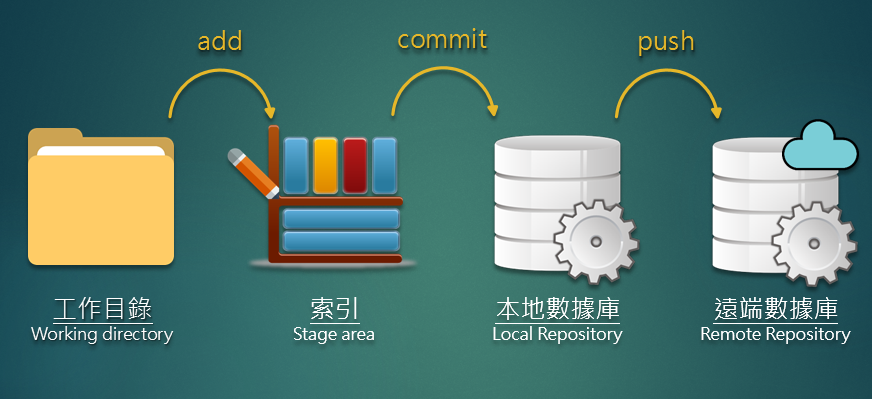 add
commit
push
工作目錄
Working directory
索引
Stage area
本地數據庫
Local Repository
遠端數據庫
Remote Repository